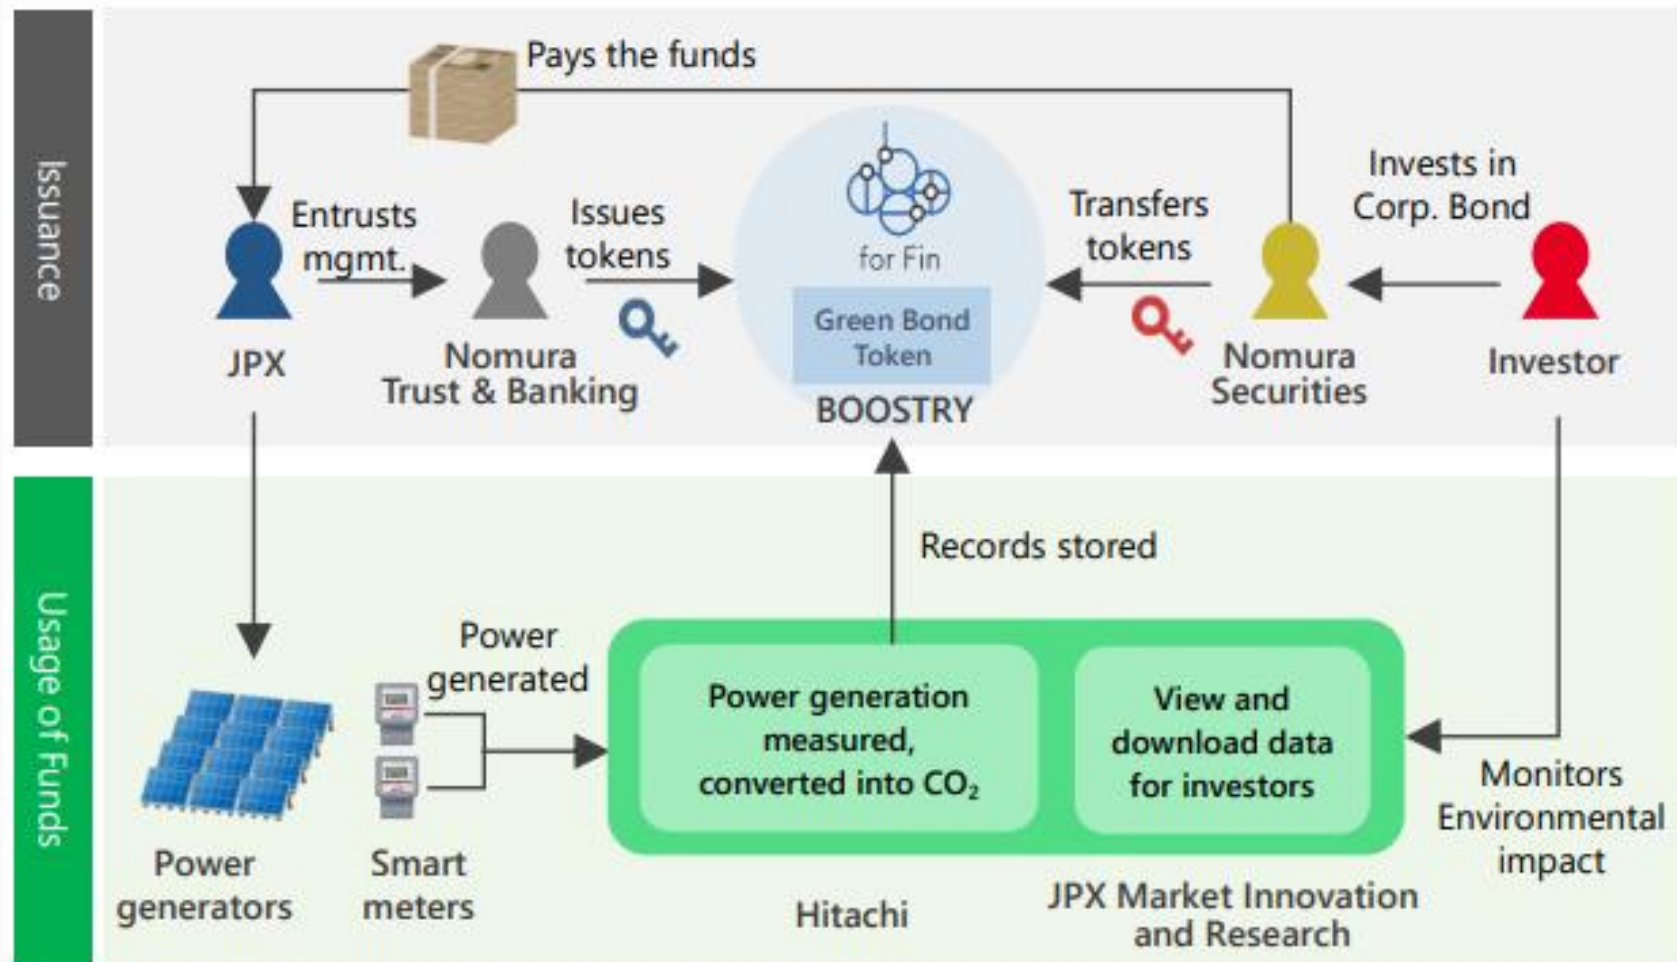 Issuance
Pays the funds
Invests in
Corp. Bond
Entrusts
mgmt.
Issues
tokens
for Fin
Green Bond
Token
BOOSTRY
Transfers
tokens
JPX
Nomura
Trust & Banking
Nomura
Securities
Investor
Usage of Funds
Records stored
Power
generated
Power generation
measured,
converted into CO₂
View and
download data
for investors
Monitors
Environmental
impact
Power
generators
Smart
meters
Hitachi
JPX Market Innovation
and Research